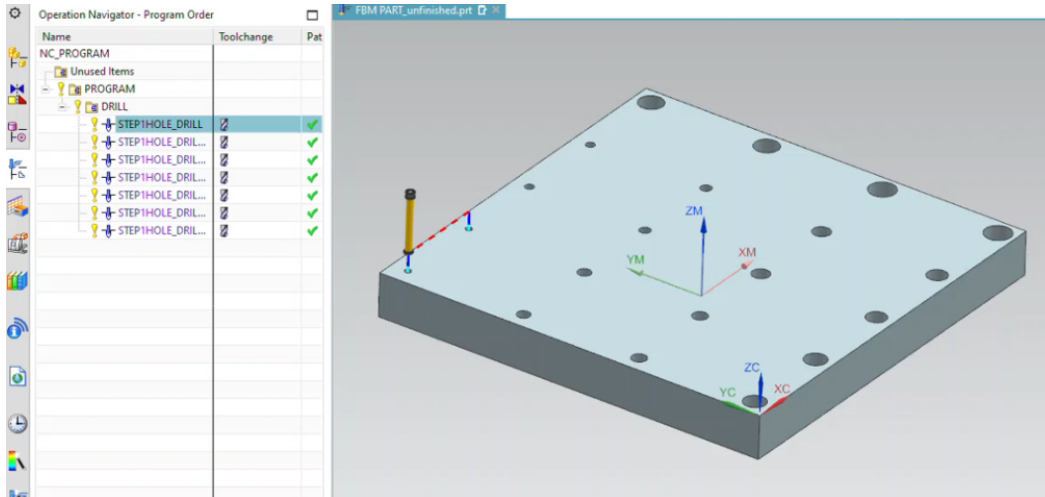 Operation Navigator - Program Order
FBM PART_unfinished.prt
Name Toolchange Pat
NC_PROGRAM
Unused Items
PROGRAM
DRILL
STEP1HOLE_DRILL
STEP1HOLE_DRIL...
STEP1HOLE_DRIL...
STEP1HOLE_DRIL...
STEP1HOLE_DRIL...
STEP1HOLE_DRIL...
STEP1HOLE_DRIL...
ZM
XM
YM
ZC
YC
XC